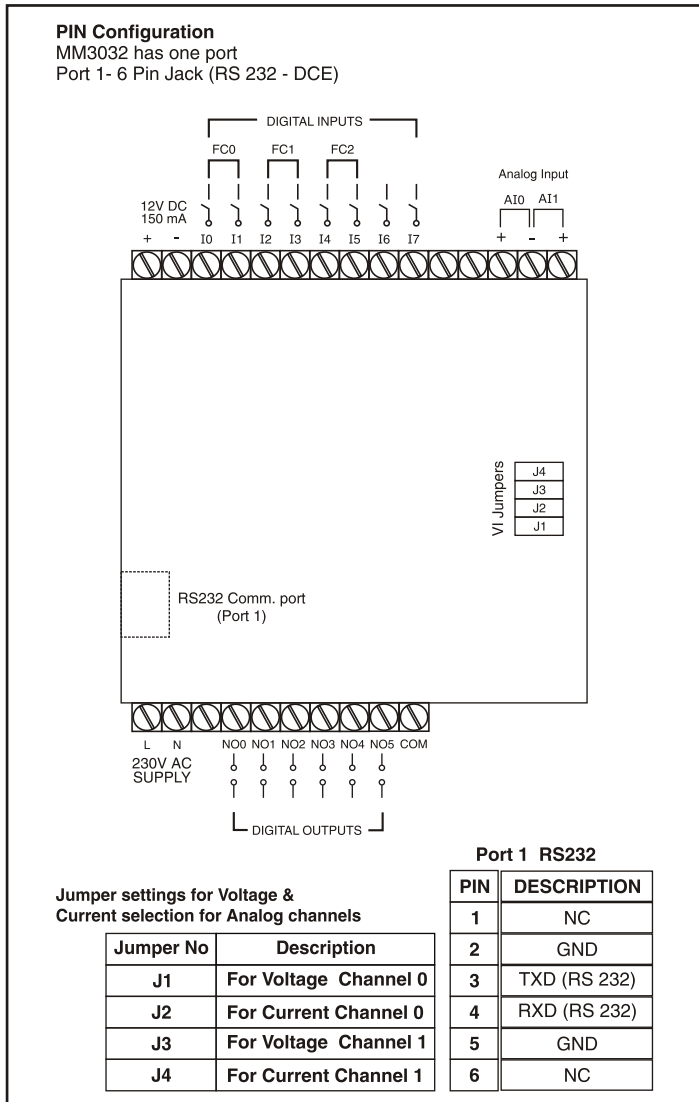 PIN Configuration
MM3032 has one port
Port 1- 6 Pin Jack (RS 232 - DCE)
DIGITAL INPUTS
FC0 FC1 FC2
Analog Input
AI0 AI1
12V DC
150 mA
+ - I0 I1 I2 I3 I4 I5 I6 I7 + - +
VI Jumpers
J4
J3
J2
J1
RS232 Comm. port
(Port 1)
L N NO0 NO1 NO2 NO3 NO4 NO5 COM
230V AC
SUPPLY
DIGITAL OUTPUTS
Jumper settings for Voltage &
Current selection for Analog channels
Jumper No Description
J1 For Voltage Channel 0
J2 For Current Channel 0
J3 For Voltage Channel 1
J4 For Current Channel 1
Port 1 RS232
PIN DESCRIPTION
1 NC
2 GND
3 TXD (RS 232)
4 RXD (RS 232)
5 GND
6 NC